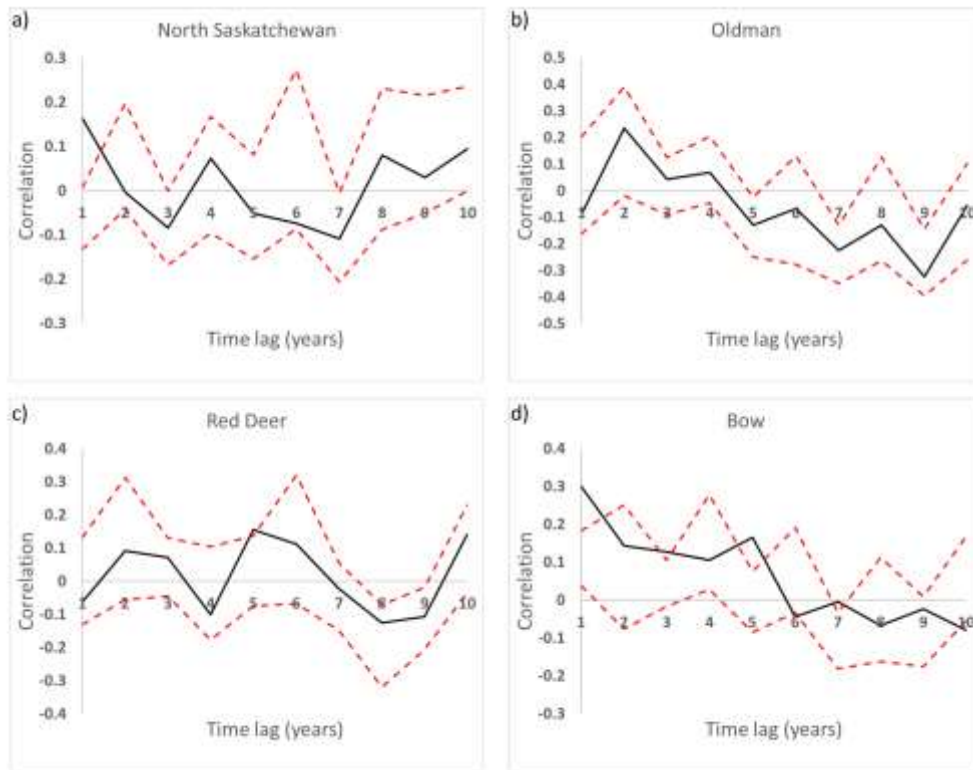 a)
North Saskatchewan
0.3
0.2
0.1
0
-0.1
-0.2
-0.3
1 2 3 4 5 6 7 8 9 10
Correlation
Time lag (years)
b)
Oldman
0.5
0.4
0.3
0.2
0.1
0
-0.1
-0.2
-0.3
-0.4
-0.5
1 2 3 4 5 6 7 8 9 10
Correlation
Time lag (years)
c)
Red Deer
0.4
0.3
0.2
0.1
0
-0.1
-0.2
-0.3
-0.4
1 2 3 4 5 6 7 8 9 10
Correlation
Time lag (years)
d)
Bow
0.4
0.3
0.2
0.1
0
-0.1
-0.2
-0.3
1 2 3 4 5 6 7 8 9 10
Correlation
Time lag (years)